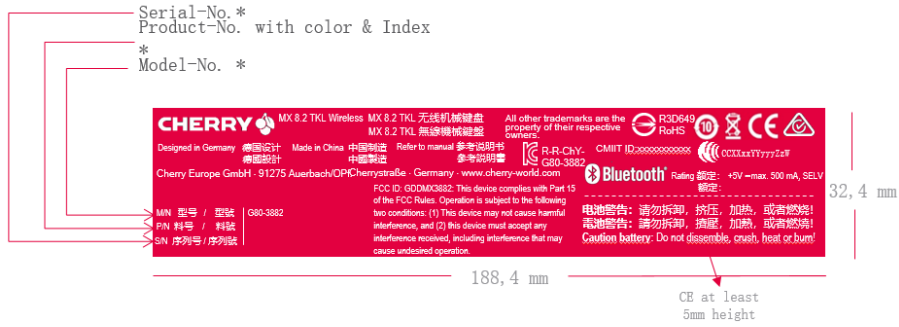 Serial-No.*
Product-No. with color & Index
*
Model-No. *
CHERRY MX 8.2 TKL Wireless MX 8.2 TKL 无线机械键盘
MX 8.2 TKL 無線機械鍵盤
All other trademarks are the
property of their respective
owners.
R3D649
RoHS
10
CE
Designed in Germany 德国设计 Made in China 中国制造 Refer to manual 参考说明书
德國設計 中國製造 參考說明書
R-R-ChY-
G80-3882
CMIIT ID:xxxxxxxxxxx
CCXXxxYYyyyZzW
Cherry Europe GmbH · 91275 Auerbach/OPf. Cherrystraße · Germany · www.cherry-world.com
Bluetooth® Rating 额定: +5V ⎓ max. 500 mA, SELV
額定:
FCC ID: GDDMX3882: This device complies with Part 15
of the FCC Rules. Operation is subject to the following
two conditions: (1) This device may not cause harmful
interference, and (2) this device must accept any
interference received, including interference that may
cause undesired operation.
M/N 型号 / 型號 G80-3882
P/N 料号 / 料號
S/N 序列号 / 序列號
电池警告: 请勿拆卸, 挤压, 加热, 或者燃烧!
電池警告: 請勿拆卸, 擠壓, 加熱, 或者燃燒!
Caution battery: Do not dissemble, crush, heat or burn!
32,4 mm
188,4 mm
CE at least
5mm height